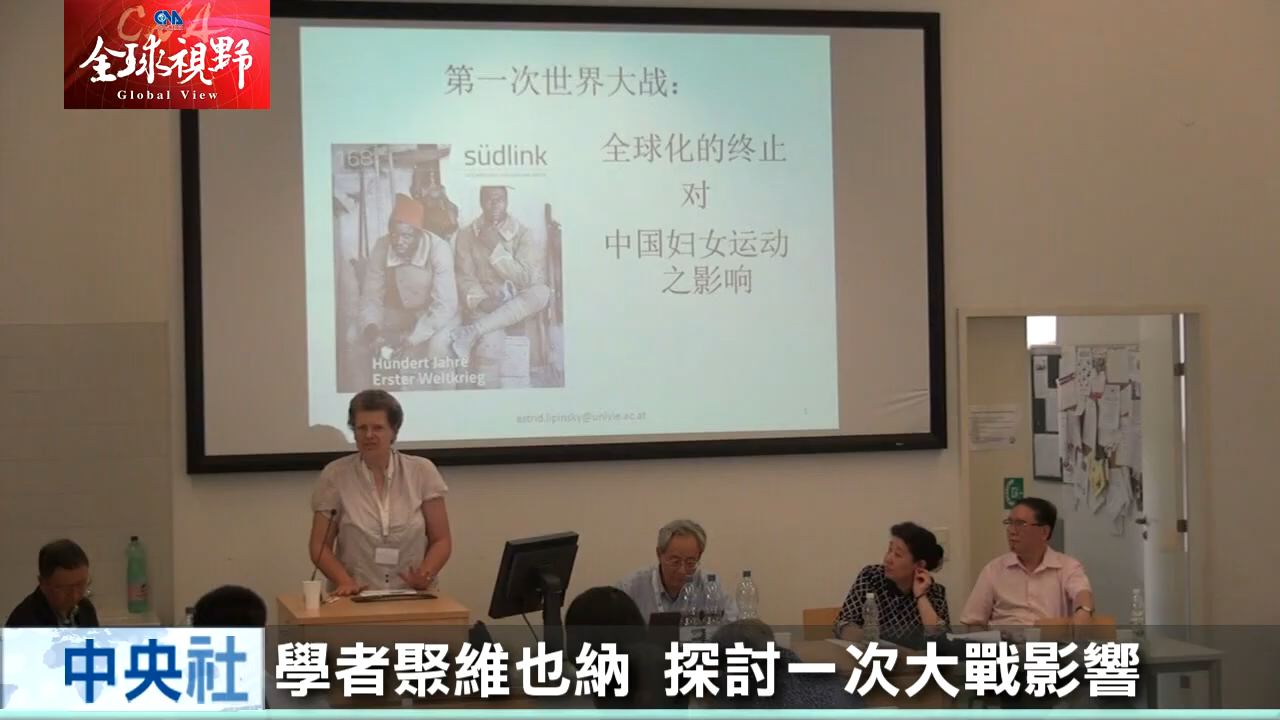 CNA
全球視野
Global View
第一次世界大战：
168
südlink
全球化的终止
对
中国妇女运动
之影响
Hundert Jahre
Erster Weltkrieg
astrid.lipinsky@univie.ac.at
1
中央社
學者聚維也納 探討一次大戰影響